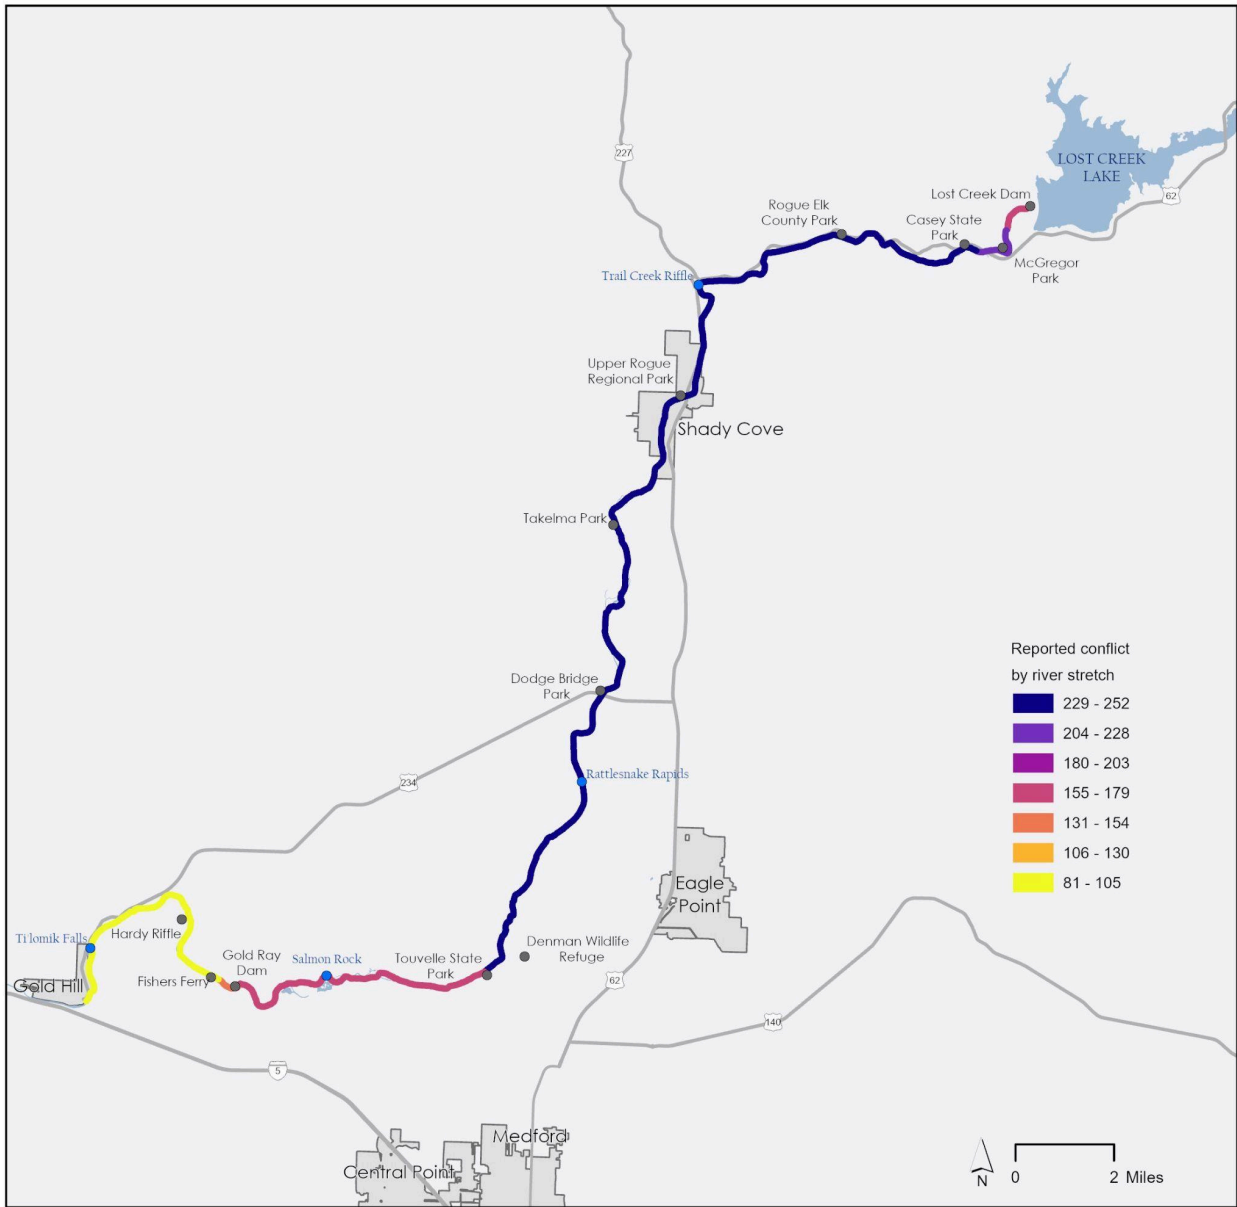 227
LOST CREEK
LAKE
62
Lost Creek Dam
Rogue Elk
County Park
Casey State
Park
McGregor
Park
Trail Creek Riffle
Upper Rogue
Regional Park
Shady Cove
Takelma Park
Dodge Bridge
Park
Rattlesnake Rapids
234
Reported conflict
by river stretch
229 - 252
204 - 228
180 - 203
155 - 179
131 - 154
106 - 130
81 - 105
Eagle
Point
Ti'lomik Falls
Hardy Riffle
Gold Ray
Dam
Salmon Rock
Touvelle State
Park
Denman Wildlife
Refuge
Fishers Ferry
Gold Hill
62
140
5
Medford
Central Point
N
0
2 Miles